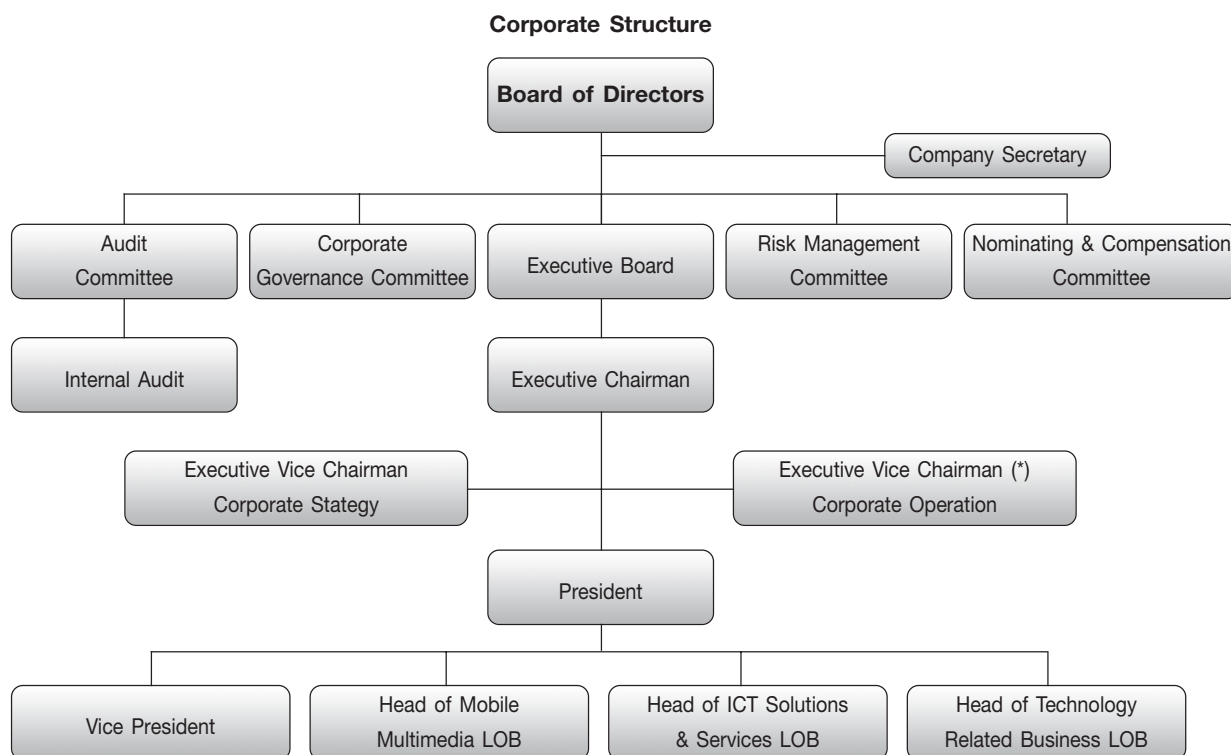 Corporate Structure
Board of Directors
Company Secretary
Audit
Committee
Corporate
Governance Committee
Executive Board
Risk Management
Committee
Nominating & Compensation
Committee
Internal Audit
Executive Chairman
Executive Vice Chairman
Corporate Stategy
Executive Vice Chairman (*)
Corporate Operation
President
Vice President
Head of Mobile
Multimedia LOB
Head of ICT Solutions
& Services LOB
Head of Technology
Related Business LOB